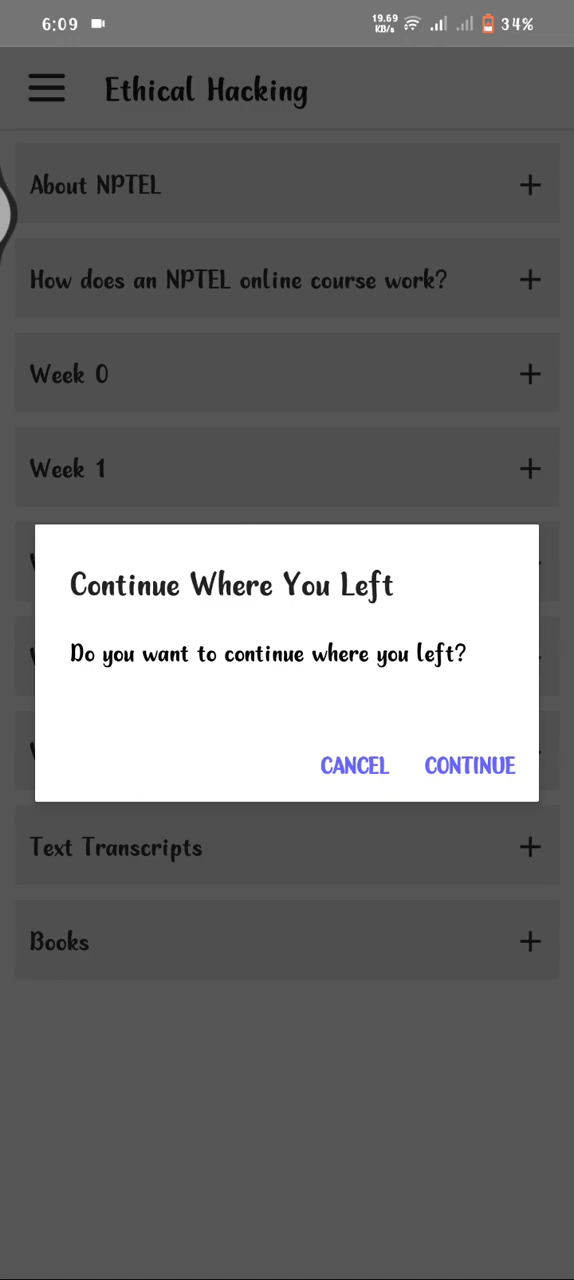 6:09
19.69
KB/s
34%
Ethical Hacking
About NPTEL
How does an NPTEL online course work?
Week 0
Week 1
Continue Where You Left
Do you want to continue where you left?
CANCEL CONTINUE
Text Transcripts
Books